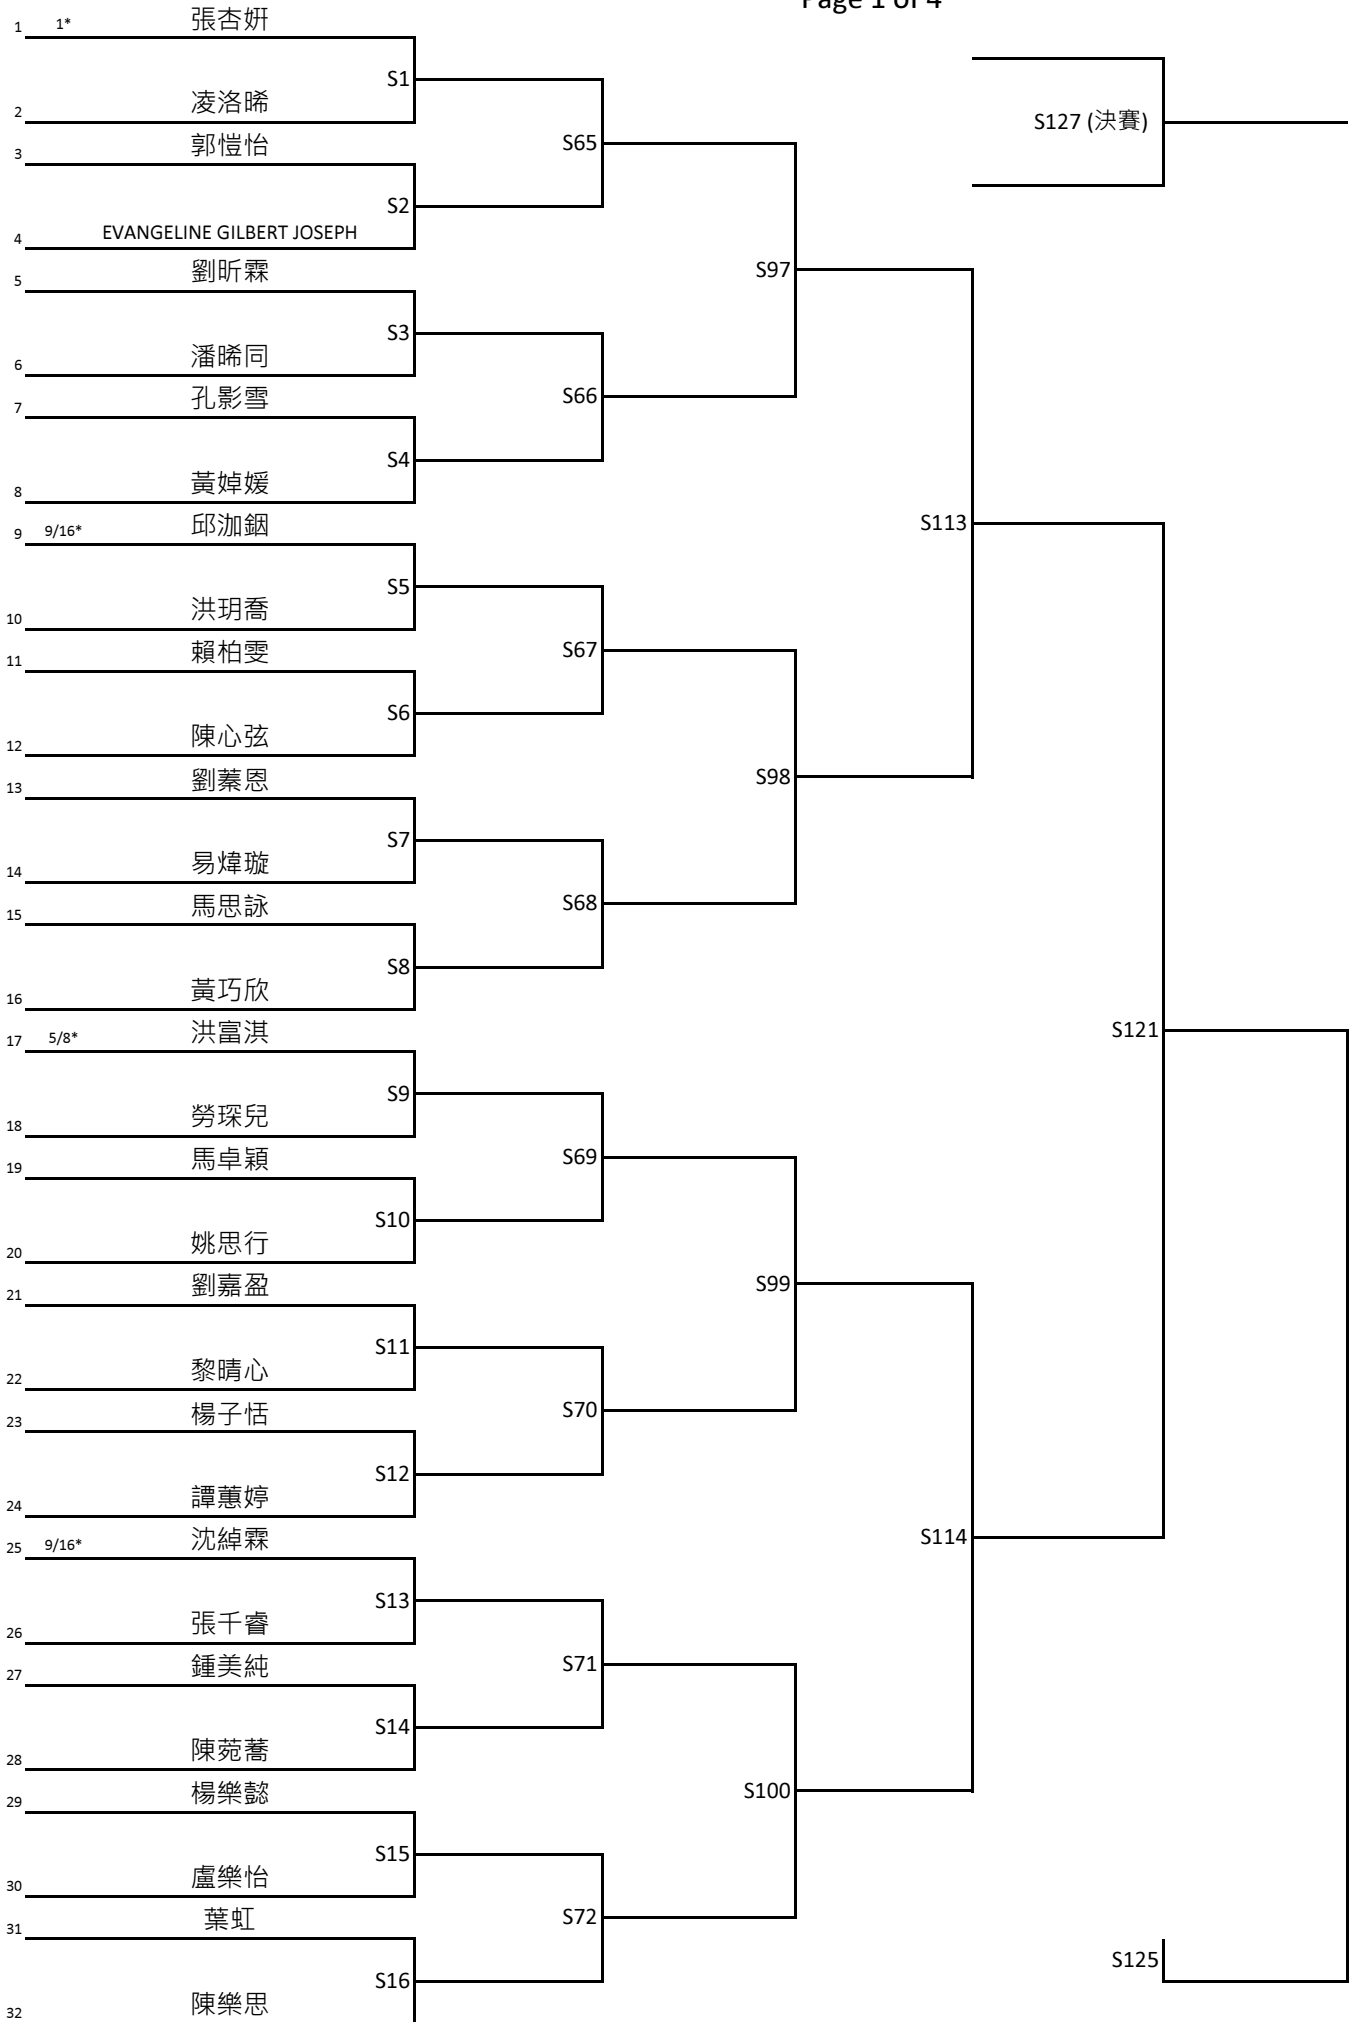 Page 1 of 4
1 1* 張杏妍
S1
2 凌洛晞
S127 (決賽)
3 郭愷怡
S65
S2
4 EVANGELINE GILBERT JOSEPH
5 劉昕霖
S97
S3
6 潘晞同
7 孔影雪
S66
S4
8 黃婥媛
9 9/16* 邱泇銦
S113
S5
10 洪玥喬
11 賴柏雯
S67
S6
12 陳心弦
13 劉蓁恩
S98
S7
14 易煒璇
15 馬思詠
S68
S8
16 黃巧欣
17 5/8* 洪富淇
S121
S9
18 勞琛兒
19 馬卓穎
S69
S10
20 姚思行
21 劉嘉盈
S99
S11
22 黎晴心
23 楊子恬
S70
S12
24 譚蕙婷
25 9/16* 沈綽霖
S114
S13
26 張千睿
27 鍾美純
S71
S14
28 陳菀蕎
29 楊樂懿
S100
S15
30 盧樂怡
31 葉虹
S72
S125
S16
32 陳樂思